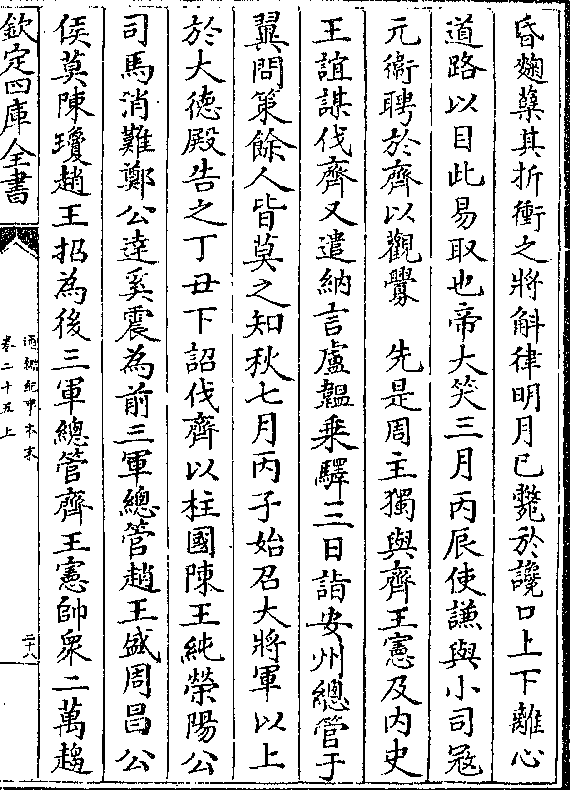 昏麹蘖其折衝之將斛律明月已斃於讒口上下離心
道路以目此易取也帝大笑三月丙辰使謙與小司冦
元衞聘於齊以觀釁　先是周主獨與齊王憲及内史
王誼謀伐齊又遣納言盧韞乘驛三日詣安州總管于
翼問策餘人皆莫之知秋七月丙子始召大將軍以上
於大德殿告之丁丑下詔伐齊以柱國陳王純滎陽公
司馬消難鄭公達奚震為前三軍總管趙王盛周昌公
侯莫陳瓊趙王招為後三軍總管齊王憲帥衆二萬趨
欽定四庫全書
通鑑紀事本末
卷二十五上
二十八